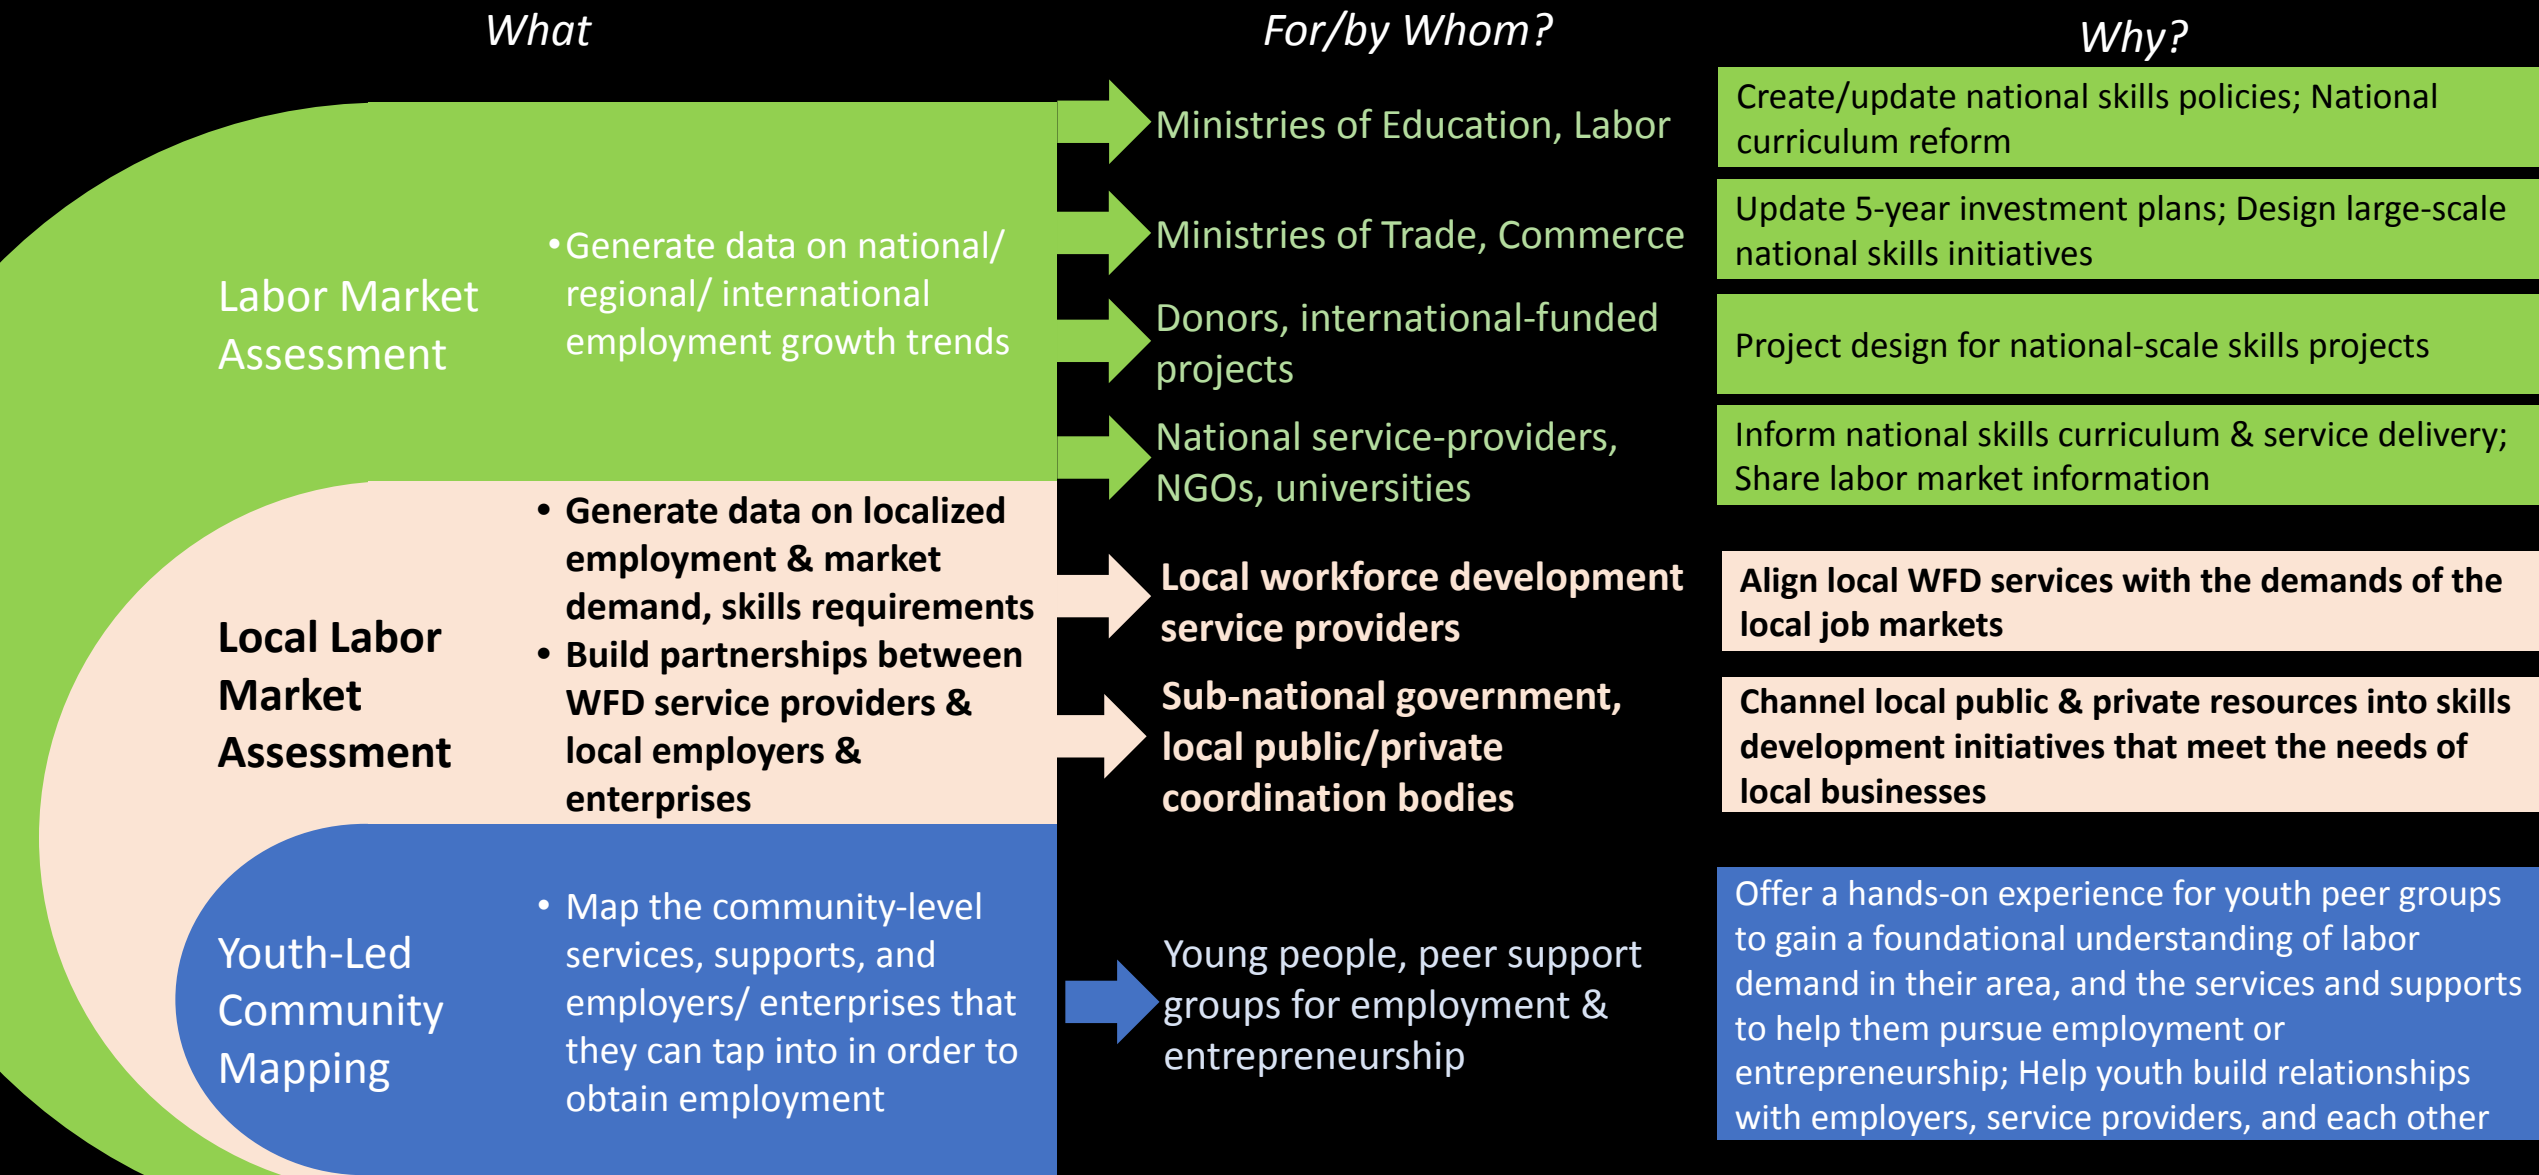 What
For/by Whom?
Why?
Labor Market
Assessment
•Generate data on national/
regional/ international
employment growth trends
Ministries of Education, Labor
Create/update national skills policies; National
curriculum reform
Ministries of Trade, Commerce
Update 5-year investment plans; Design large-scale
national skills initiatives
Donors, international-funded
projects
Project design for national-scale skills projects
National service-providers,
NGOs, universities
Inform national skills curriculum & service delivery;
Share labor market information
Local Labor
Market
Assessment
• Generate data on localized
employment & market
demand, skills requirements
• Build partnerships between
WFD service providers &
local employers &
enterprises
Local workforce development
service providers
Align local WFD services with the demands of the
local job markets
Sub-national government,
local public/private
coordination bodies
Channel local public & private resources into skills
development initiatives that meet the needs of
local businesses
Youth-Led
Community
Mapping
• Map the community-level
services, supports, and
employers/ enterprises that
they can tap into in order to
obtain employment
Young people, peer support
groups for employment &
entrepreneurship
Offer a hands-on experience for youth peer groups
to gain a foundational understanding of labor
demand in their area, and the services and supports
to help them pursue employment or
entrepreneurship; Help youth build relationships
with employers, service providers, and each other